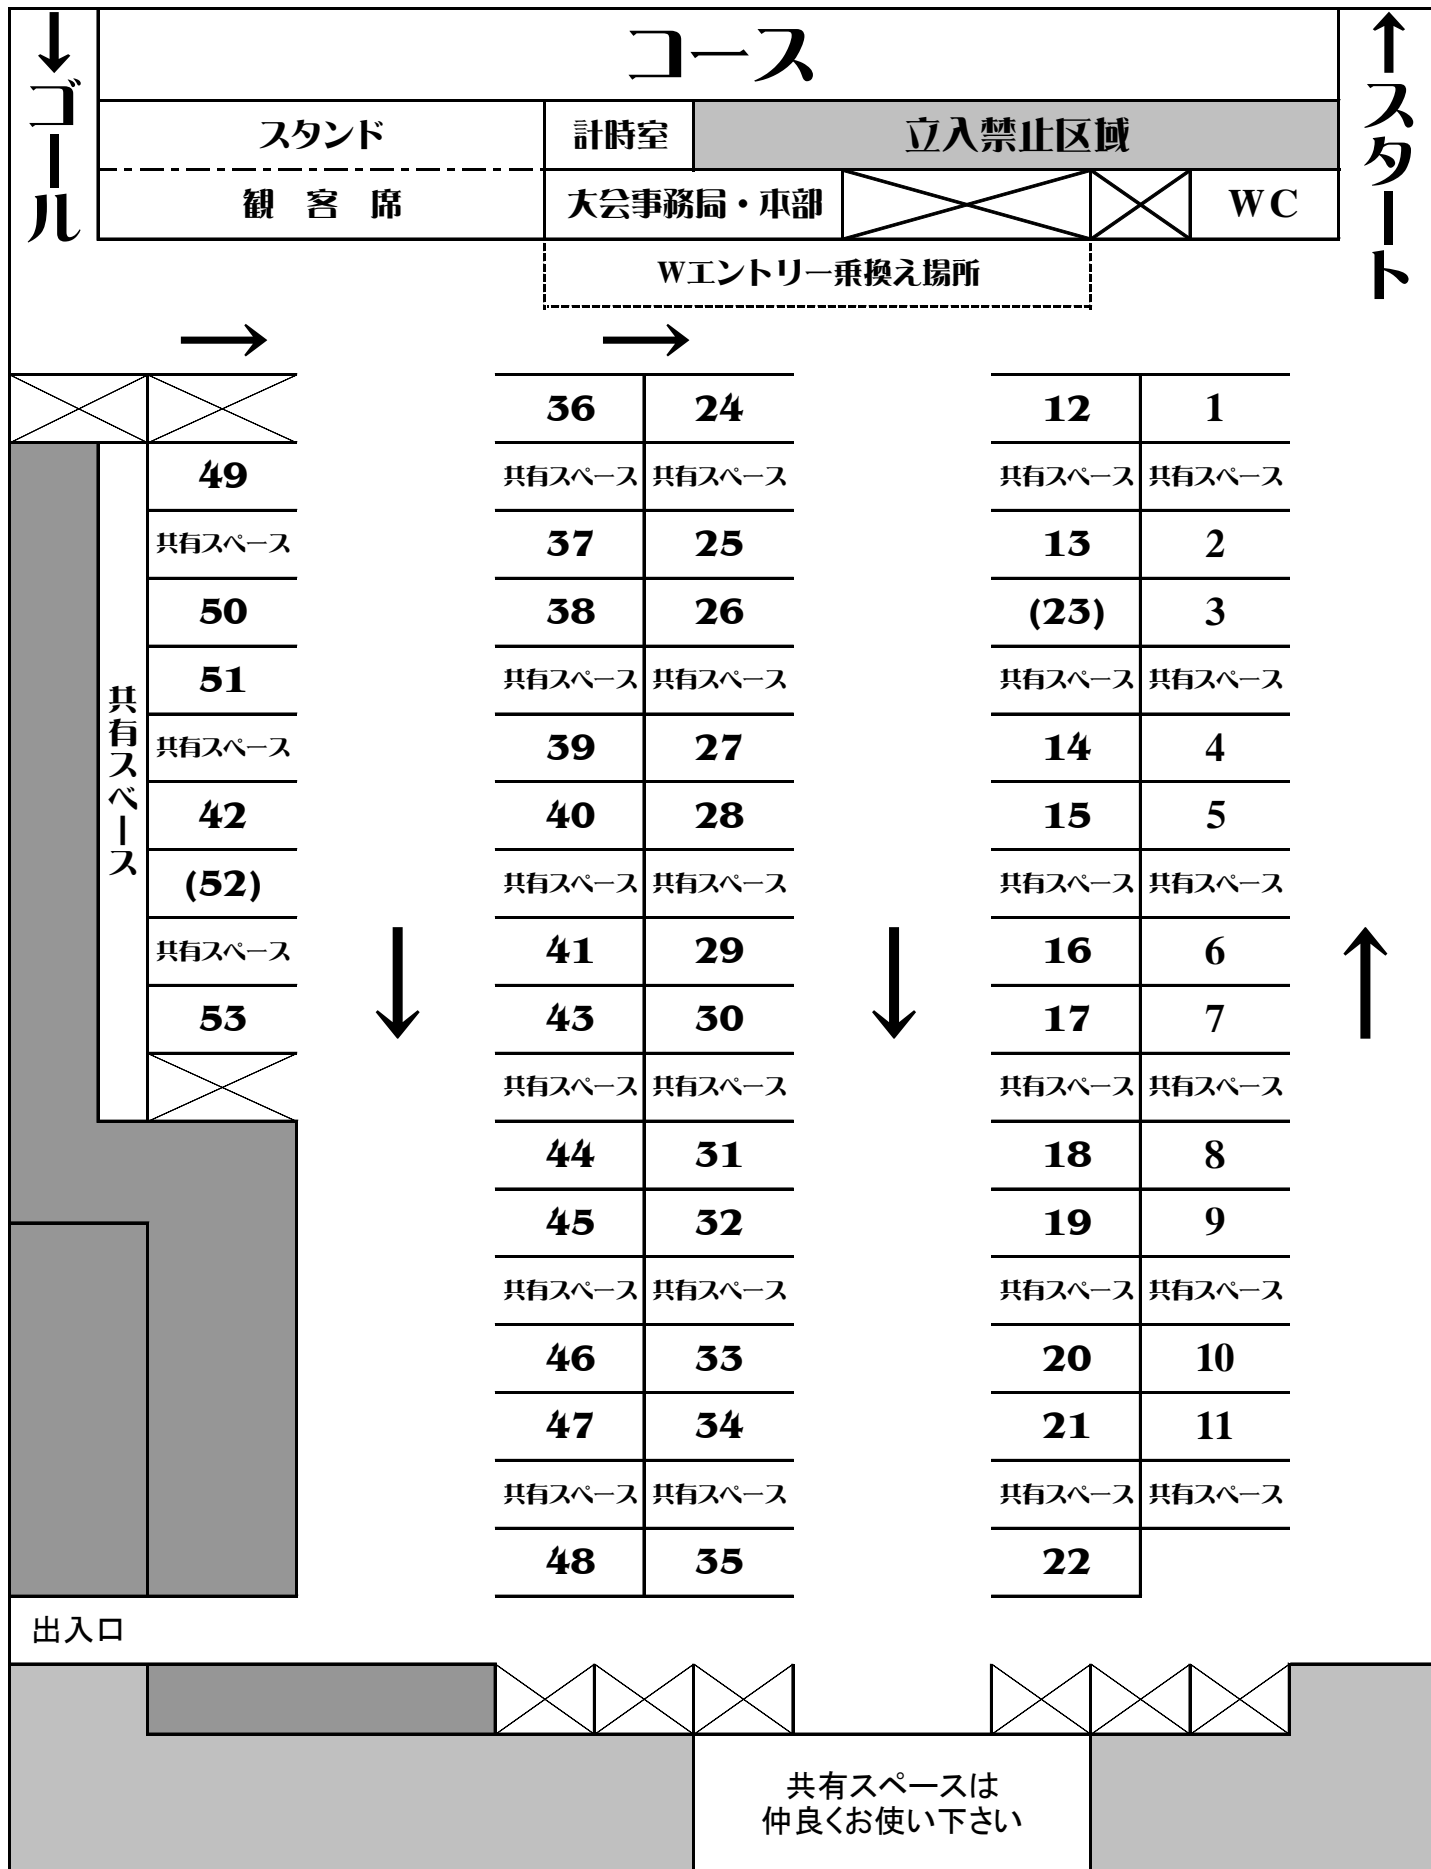 コース
↓ゴール
↑スタート
スタンド 計時室 立入禁止区域
観客席 大会事務局・本部 WC
Wエントリー乗換え場所
→ →
36 24 12 1
49 共有スペース 共有スペース 共有スペース 共有スペース
共有スペース 37 25 13 2
50 38 26 (23) 3
51 共有スペース 共有スペース 共有スペース 共有スペース
共有スペース
共有スペース 39 27 14 4
42 40 28 15 5
(52) 共有スペース 共有スペース 共有スペース 共有スペース
共有スペース 41 29 16 6
↓ ↓ ↑
53 43 30 17 7
共有スペース 共有スペース 共有スペース 共有スペース
44 31 18 8
45 32 19 9
共有スペース 共有スペース 共有スペース 共有スペース
46 33 20 10
47 34 21 11
共有スペース 共有スペース 共有スペース 共有スペース
48 35 22
出入口
共有スペースは
仲良くお使い下さい